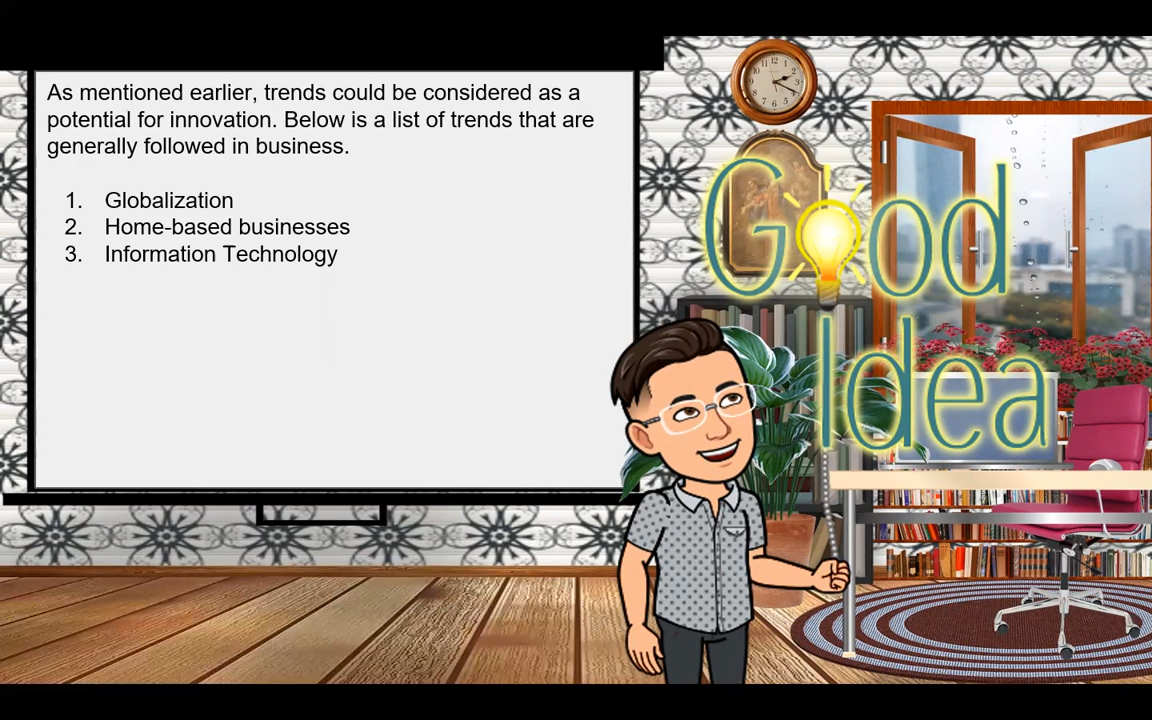 As mentioned earlier, trends could be considered as a
potential for innovation. Below is a list of trends that are
generally followed in business.
1. Globalization
2. Home-based businesses
3. Information Technology
Good
Idea